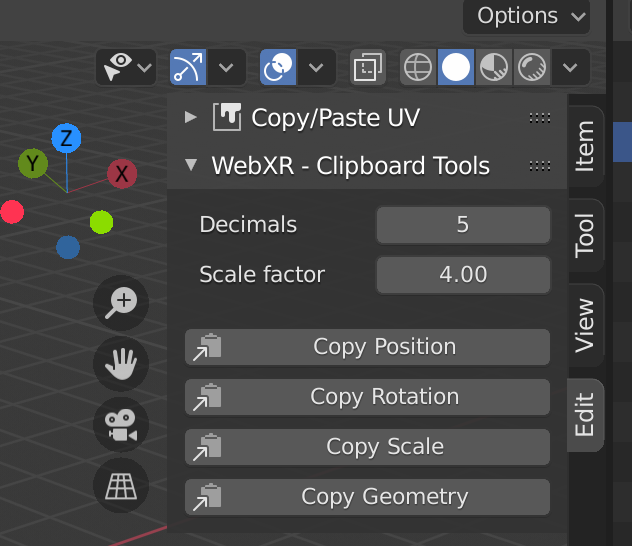 Options
Copy/Paste UV
WebXR - Clipboard Tools
Decimals 5
Scale factor 4.00
Copy Position
Copy Rotation
Copy Scale
Copy Geometry
Z
Y
X
Item
Tool
View
Edit